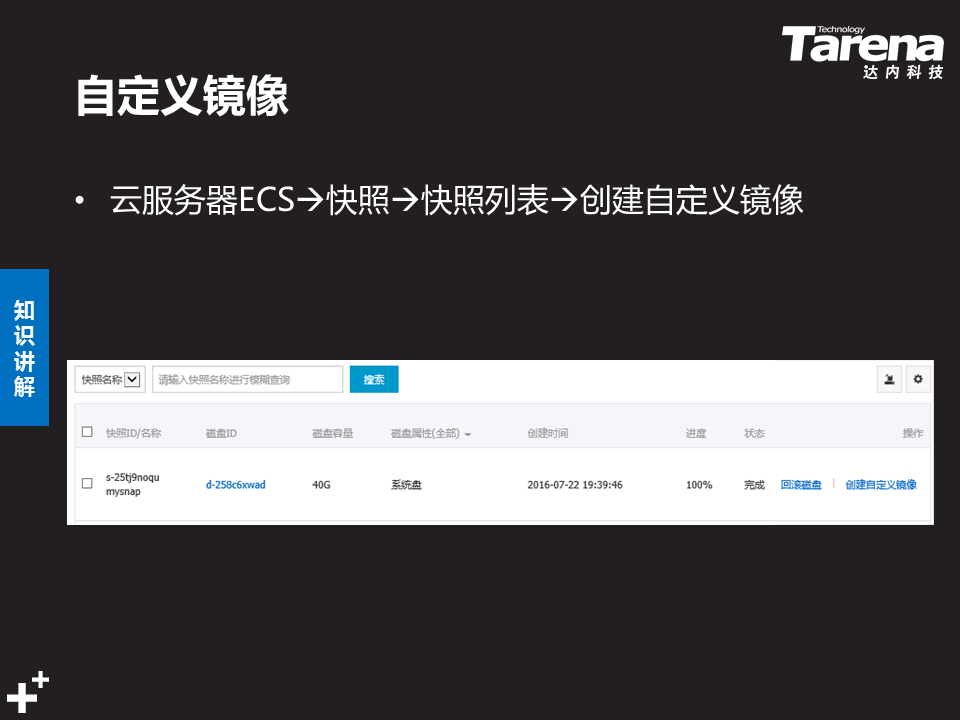 Technology
Tarena
达内科技
自定义镜像
• 云服务器ECS→快照→快照列表→创建自定义镜像
知识讲解
快照名称 请输入快照名称进行模糊查询 搜索
快照ID/名称 磁盘ID 磁盘容量 磁盘属性(全部) 创建时间 进度 状态 操作
s-25tj9noqu
mysnap
d-258c6xwad 40G 系统盘 2016-07-22 19:39:46 100% 完成 回滚磁盘 | 创建自定义镜像